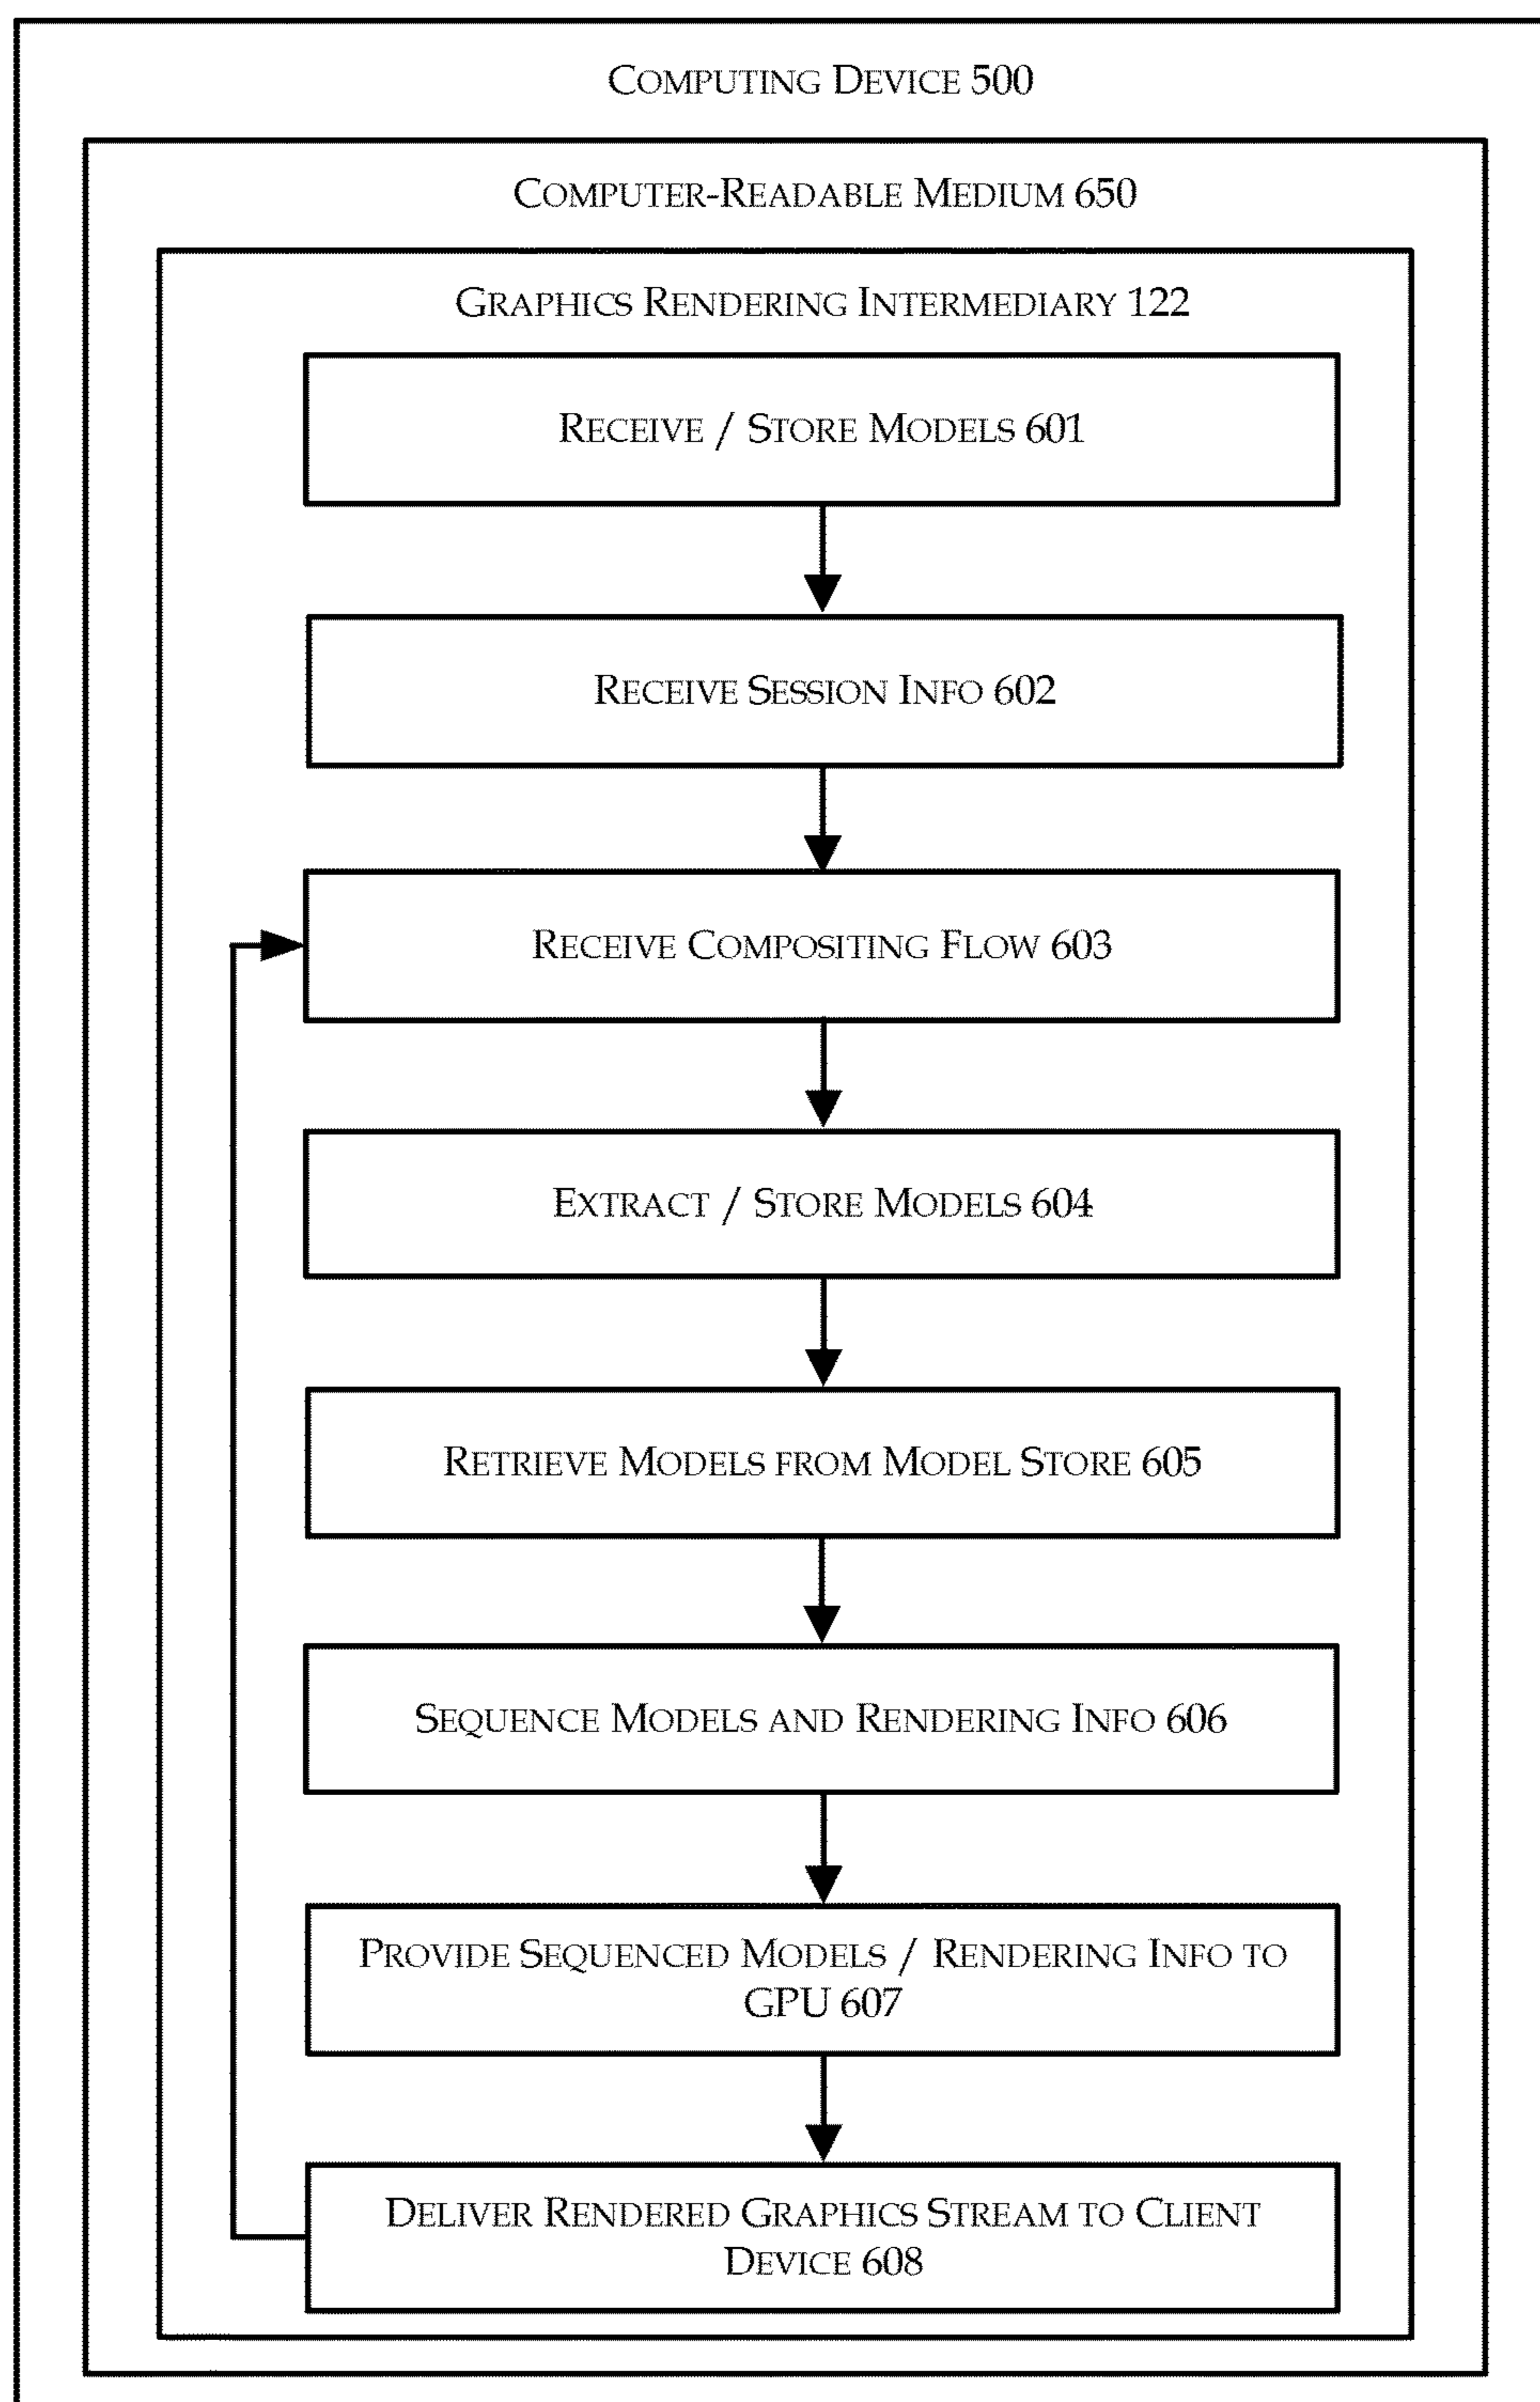 COMPUTING DEVICE 500
COMPUTER-READABLE MEDIUM 650
GRAPHICS RENDERING INTERMEDIARY 122
RECEIVE / STORE MODELS 601
RECEIVE SESSION INFO 602
RECEIVE COMPOSITING FLOW 603
EXTRACT / STORE MODELS 604
RETRIEVE MODELS FROM MODEL STORE 605
SEQUENCE MODELS AND RENDERING INFO 606
PROVIDE SEQUENCED MODELS / RENDERING INFO TO
GPU 607
DELIVER RENDERED GRAPHICS STREAM TO CLIENT
DEVICE 608